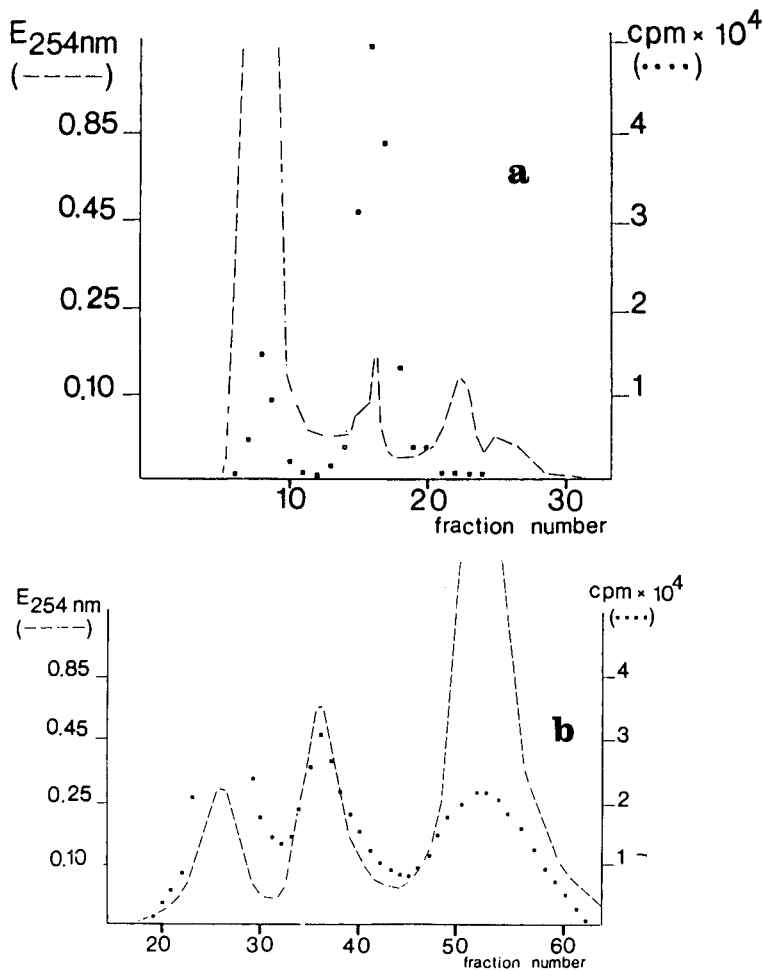 E254nm cpm × 10⁴
(-----) (••••)
0.85 4
a
0.45 3
0.25 2
0.10 1
10 20 30
fraction number
E254 nm cpm × 10⁴
(-----) (••••)
0.85 4
b
0.45 3
0.25 2
0.10 1
20 30 40 50 60
fraction number